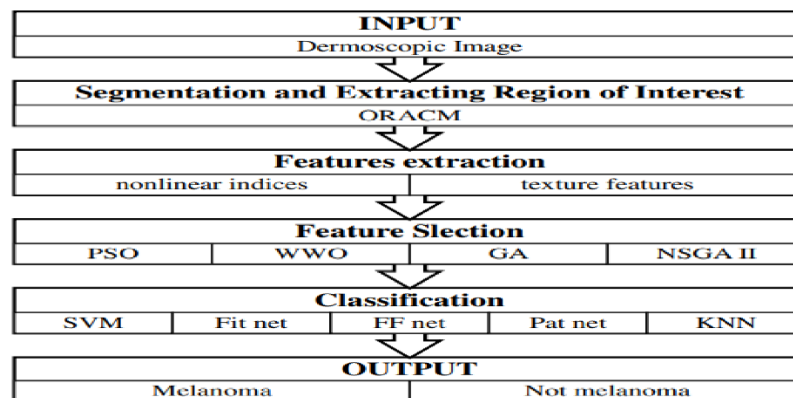 INPUT
Dermoscopic Image
Segmentation and Extracting Region of Interest
ORACM
Features extraction
nonlinear indices texture features
Feature Slection
PSO WWO GA NSGA II
Classification
SVM Fit net FF net Pat net KNN
OUTPUT
Melanoma Not melanoma